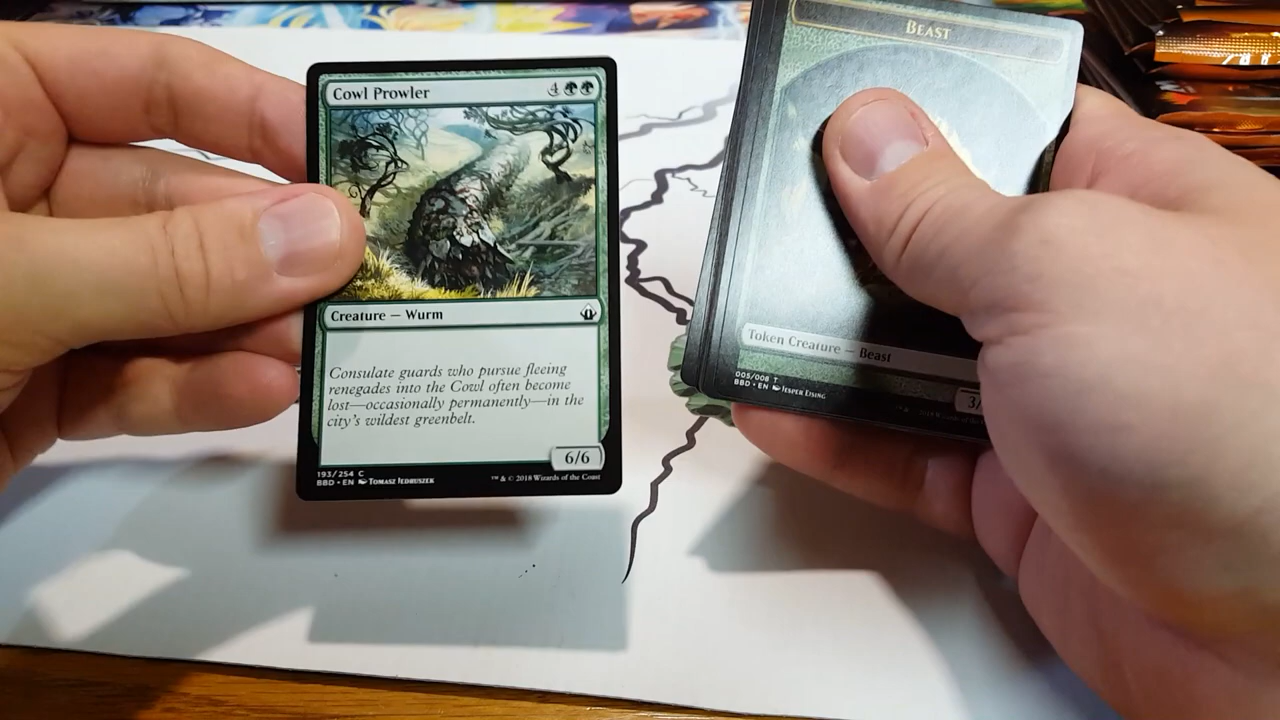 Cowl Prowler 4
Creature — Wurm
Consulate guards who pursue fleeing
renegades into the Cowl often become
lost—occasionally permanently—in the
city's wildest greenbelt.
6/6
193/254 C
BBD • EN TOMASZ JEDRUSZEK
™ & © 2018 Wizards of the Coast
BEAST
Token Creature — Beast
005/008 T
BBD • EN JESPER EJSING
3/